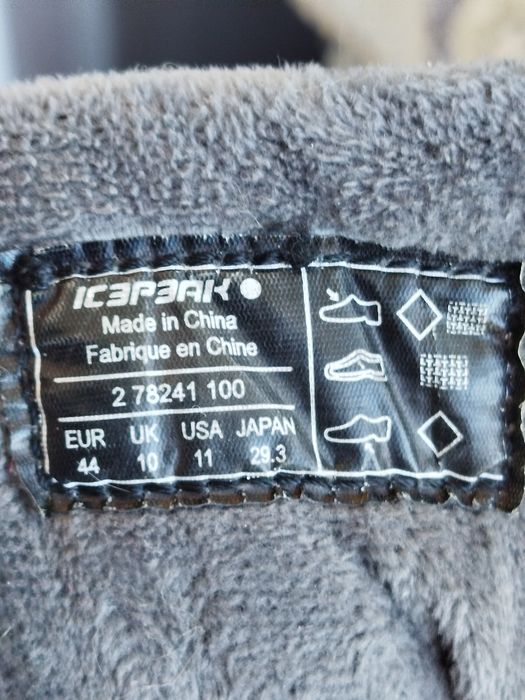 ICEPEAK
Made in China
Fabrique en Chine
2 78241 100
EUR UK USA JAPAN
44 10 11 29.3